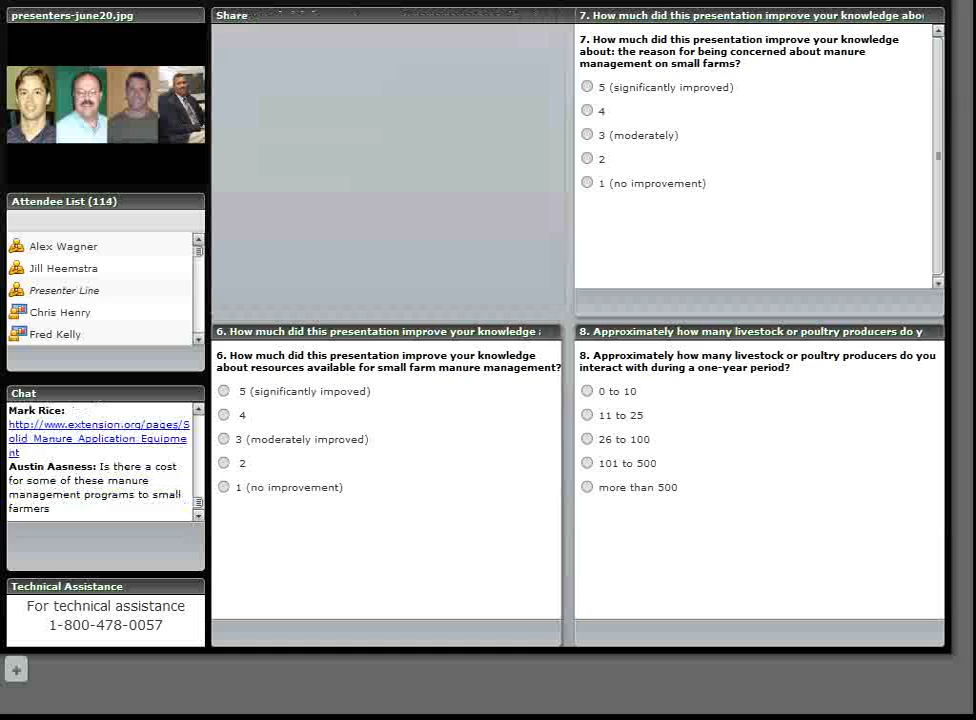 presenters-june20.jpg
Attendee List (114)
Alex Wagner
Jill Heemstra
Presenter Line
Chris Henry
Fred Kelly
Chat
Mark Rice:
http://www.extension.org/pages/S
olid_Manure_Application_Equipme
nt
Austin Aasness: Is there a cost
for some of these manure
management programs to small
farmers
Technical Assistance
For technical assistance
1-800-478-0057
+
Share
7. How much did this presentation improve your knowledge abou
7. How much did this presentation improve your knowledge
about: the reason for being concerned about manure
management on small farms?
5 (significantly improved)
4
3 (moderately)
2
1 (no improvement)
6. How much did this presentation improve your knowledge a
6. How much did this presentation improve your knowledge
about resources available for small farm manure management?
5 (significantly impoved)
4
3 (moderately improved)
2
1 (no improvement)
8. Approximately how many livestock or poultry producers do y
8. Approximately how many livestock or poultry producers do you
interact with during a one-year period?
0 to 10
11 to 25
26 to 100
101 to 500
more than 500